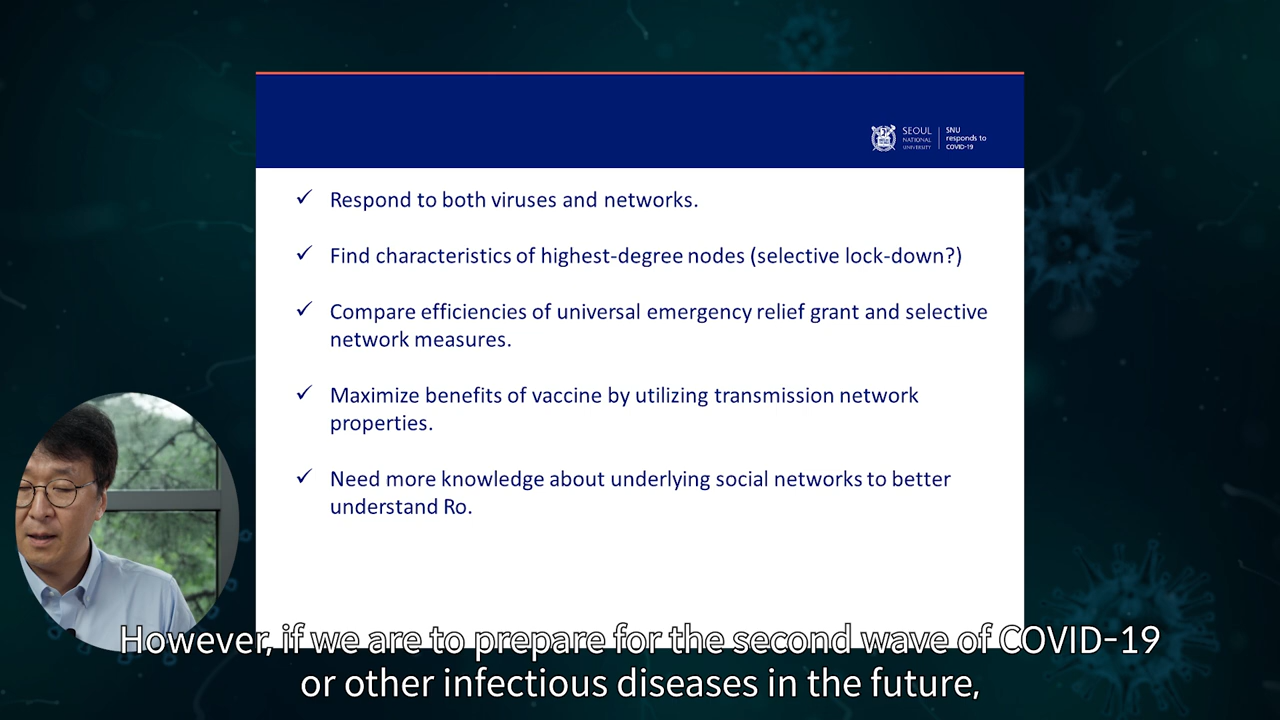 SEOUL
NATIONAL
UNIVERSITY
SNU
responds to
COVID-19
✓ Respond to both viruses and networks.
✓ Find characteristics of highest-degree nodes (selective lock-down?)
✓ Compare efficiencies of universal emergency relief grant and selective
network measures.
✓ Maximize benefits of vaccine by utilizing transmission network
properties.
✓ Need more knowledge about underlying social networks to better
understand Ro.
However, if we are to prepare for the second wave of COVID-19
or other infectious diseases in the future,